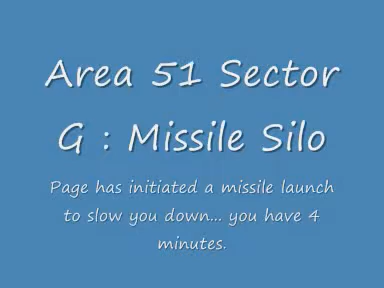 Area 51 Sector
G : Missile Silo
Page has initiated a missile launch
to slow you down... you have 4
minutes.